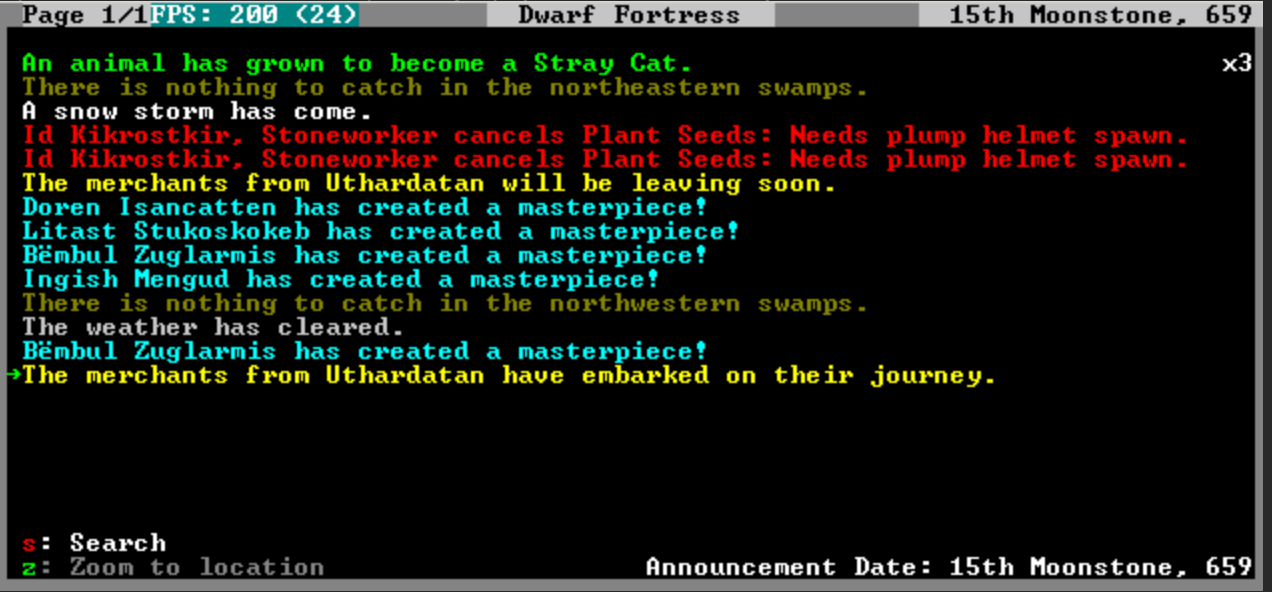 Page 1/1 FPS: 200 (24) Dwarf Fortress 15th Moonstone, 659
An animal has grown to become a Stray Cat. x3
There is nothing to catch in the northeastern swamps.
A snow storm has come.
Id Kikrostkir, Stoneworker cancels Plant Seeds: Needs plump helmet spawn.
Id Kikrostkir, Stoneworker cancels Plant Seeds: Needs plump helmet spawn.
The merchants from Uthardatan will be leaving soon.
Doren Isancatten has created a masterpiece!
Litast Stukoskokeb has created a masterpiece!
Bëmbul Zuglarmis has created a masterpiece!
Ingish Mengud has created a masterpiece!
There is nothing to catch in the northwestern swamps.
The weather has cleared.
Bëmbul Zuglarmis has created a masterpiece!
→The merchants from Uthardatan have embarked on their journey.
s: Search
z: Zoom to location Announcement Date: 15th Moonstone, 659